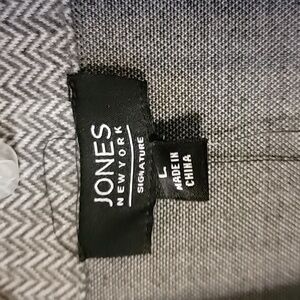 JONES
NEW YORK
SIGNATURE
L
MADE IN
CHINA